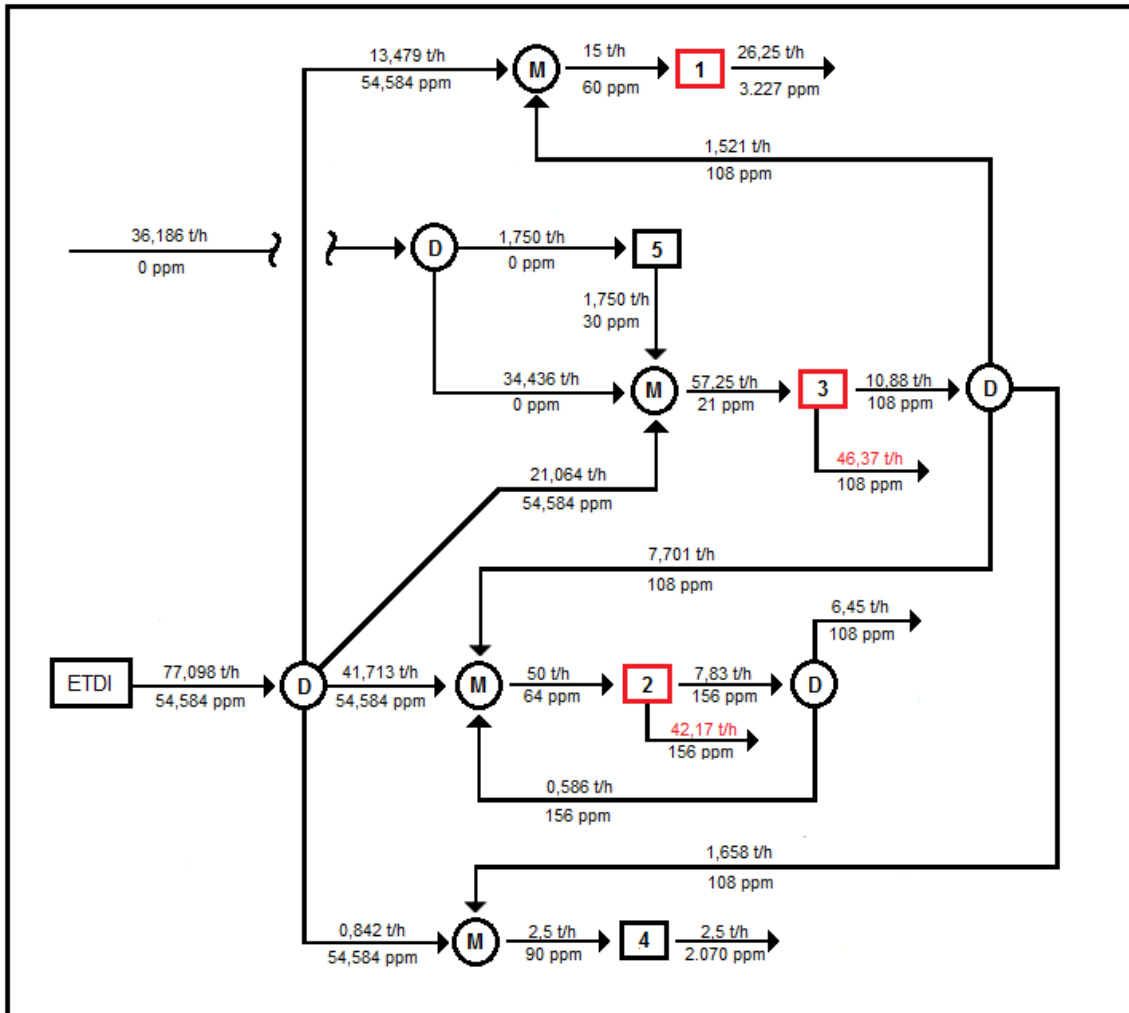 13,479 t/h
54,584 ppm
M
15 t/h
60 ppm
1
26,25 t/h
3.227 ppm
1,521 t/h
108 ppm
36,186 t/h
0 ppm
D
1,750 t/h
0 ppm
5
1,750 t/h
30 ppm
34,436 t/h
0 ppm
M
57,25 t/h
21 ppm
3
10,88 t/h
108 ppm
D
46,37 t/h
108 ppm
21,064 t/h
54,584 ppm
7,701 t/h
108 ppm
6,45 t/h
108 ppm
ETDI
77,098 t/h
54,584 ppm
D
41,713 t/h
54,584 ppm
M
50 t/h
64 ppm
2
7,83 t/h
156 ppm
D
42,17 t/h
156 ppm
0,586 t/h
156 ppm
1,658 t/h
108 ppm
0,842 t/h
54,584 ppm
M
2,5 t/h
90 ppm
4
2,5 t/h
2.070 ppm